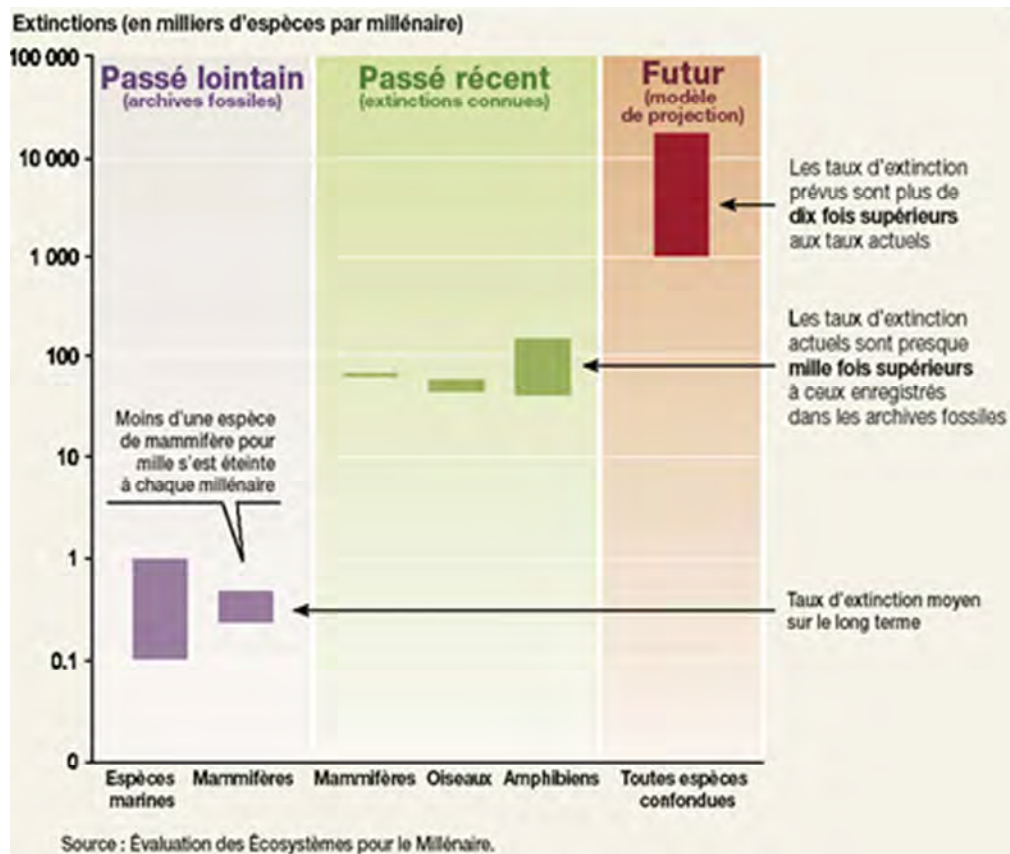 Extinctions (en milliers d'espèces par millénaire)
100 000
10 000
1 000
100
10
1
0.1
0
Passé lointain
(archives fossiles)
Passé récent
(extinctions connues)
Futur
(modèle
de projection)
Les taux d'extinction
prévus sont plus de
dix fois supérieurs
aux taux actuels
Les taux d'extinction
actuels sont presque
mille fois supérieurs
à ceux enregistrés
dans les archives fossiles
Moins d'une espèce
de mammifère pour
mille s'est éteinte
à chaque millénaire
Taux d'extinction moyen
sur le long terme
Espèces
marines
Mammifères
Mammifères
Oiseaux
Amphibiens
Toutes espèces
confondues
Source : Évaluation des Écosystèmes pour le Millénaire.